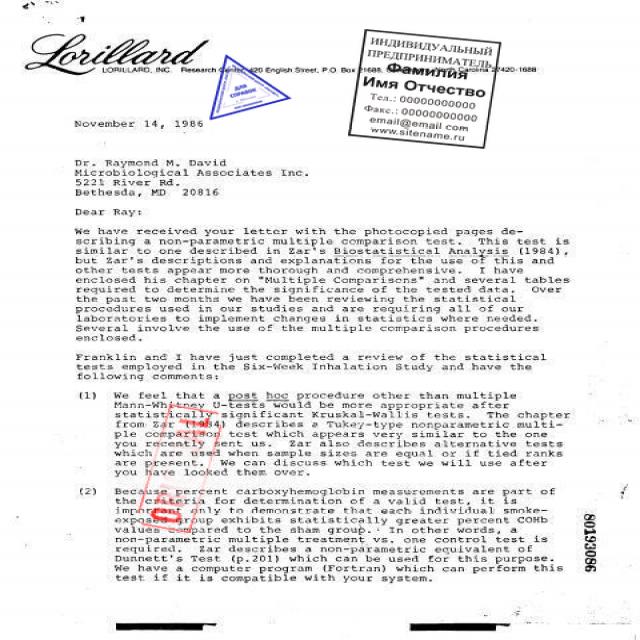 Lorillard
LORILLARD, INC. Research Center, 420 English Street, P.O. Box 21688, North Carolina 27420-1688
ИНДИВИДУАЛЬНЫЙ
ПРЕДПРИНИМАТЕЛЬ
Фамилия
Имя Отчество
Тел.: 00000000000
Факс.: 00000000000
email@email.com
www.sitename.ru
ДЛЯ
СПРАВОК
November 14, 1986
Dr. Raymond M. David
Microbiological Associates Inc.
5221 River Rd.
Bethesda, MD 20816
Dear Ray:
We have received your letter with the photocopied pages de-
scribing a non-parametric multiple comparison test. This test is
similar to one described in Zar's Biostatistical Analysis (1984),
but Zar's descriptions and explanations for the use of this and
other tests appear more thorough and comprehensive. I have
enclosed his chapter on "Multiple Comparisons" and several tables
required to determine the significance of the tested data. Over
the past two months we have been reviewing the statistical
procedures used in our studies and are requiring all of our
laboratories to implement changes in statistics where needed.
Several involve the use of the multiple comparison procedures
enclosed.
Franklin and I have just completed a review of the statistical
tests employed in the Six-Week Inhalation Study and have the
following comments:
(1) We feel that a post hoc procedure other than multiple
Mann-Whitney U-tests would be more appropriate after
statistically significant Kruskal-Wallis tests. The chapter
from Zar (1984) describes a Tukey-type nonparametric multi-
ple comparison test which appears very similar to the one
you recently sent us. Zar also describes alternative tests
which are used when sample sizes are equal or if tied ranks
are present. We can discuss which test we will use after
you have looked them over.
(2) Because percent carboxyhemoglobin measurements are part of
the criteria for determination of a valid test, it is
important only to demonstrate that each individual smoke-
exposed group exhibits statistically greater percent COHb
values compared to the sham group. In other words, a
non-parametric multiple treatment vs. one control test is
required. Zar describes a non-parametric equivalent of
Dunnett's Test (p.201) which can be used for this purpose.
We have a computer program (Fortran) which can perform this
test if it is compatible with your system.
80193086